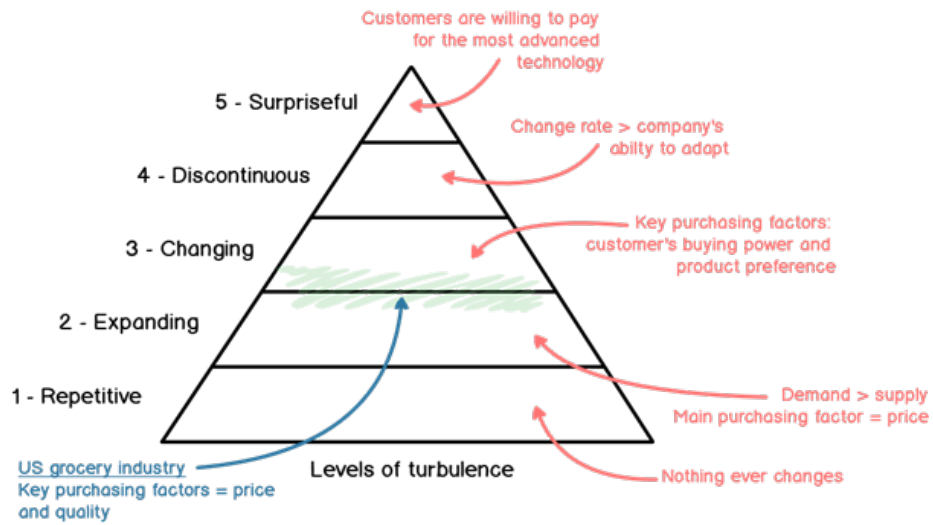 Customers are willing to pay
for the most advanced
technology
5 - Surpriseful
Change rate > company's
abilty to adapt
4 - Discontinuous
Key purchasing factors:
customer's buying power and
product preference
3 - Changing
2 - Expanding
1 - Repetitive
Demand > supply
Main purchasing factor = price
US grocery industry
Key purchasing factors = price
and quality
Levels of turbulence
Nothing ever changes